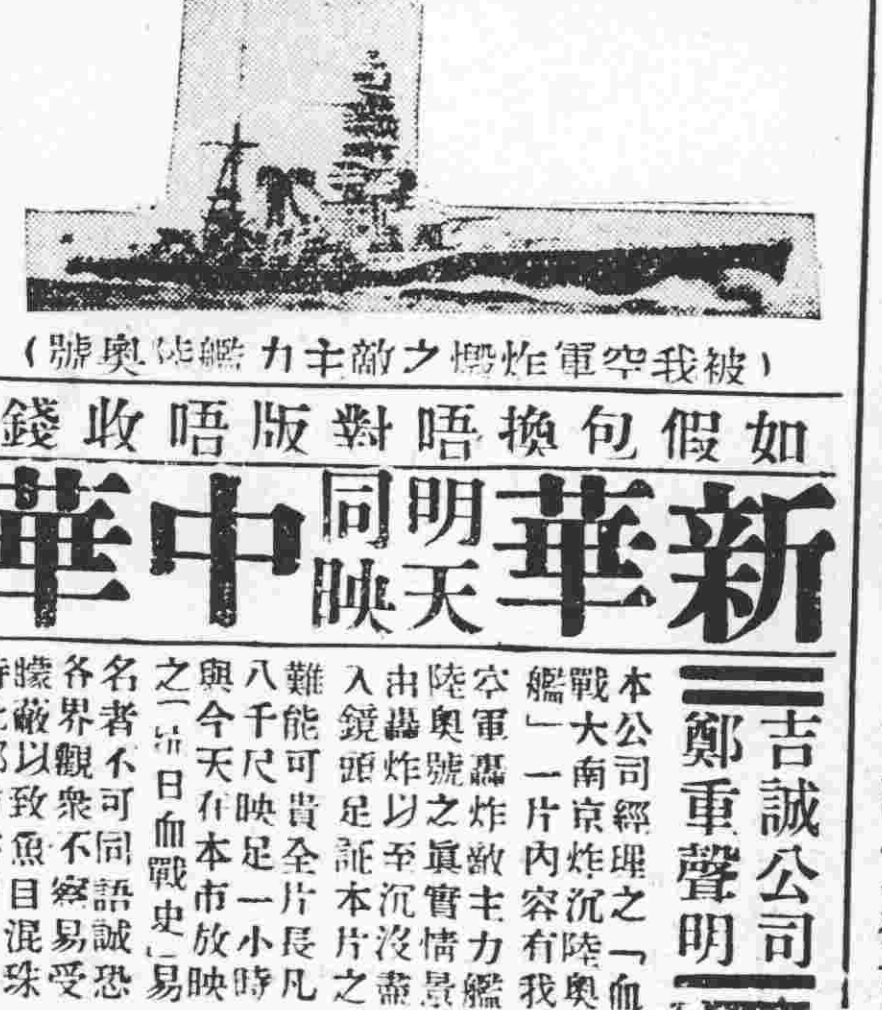 (被我空軍炸燬之敵主力艦陸奧號)
如假包換唔對版唔收錢
新華
明天
同映
中華
吉誠公司
鄭重聲明
本公司經理之「血
戰大南京炸沉陸奧
艦」一片內容有我
空軍轟炸敵主力艦
陸奧號之眞實情景
由轟炸以至沉沒盡
入鏡頭足証本片之
難能可貴全片長凡
八千尺映足一小時
與今天在本市放映
之「抗日血戰史」易
名者不可同語誠恐
各界觀衆不察易受
矇蔽以致魚目混珠